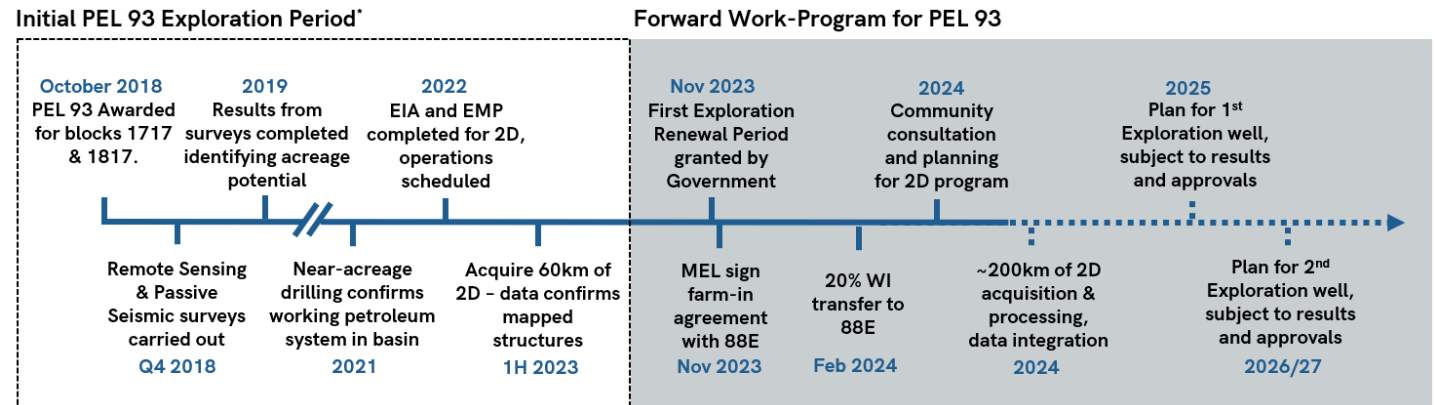 Initial PEL 93 Exploration Period*
Forward Work-Program for PEL 93
October 2018
PEL 93 Awarded
for blocks 1717
& 1817.
2019
Results from
surveys completed
identifying acreage
potential
2022
EIA and EMP
completed for 2D,
operations
scheduled
Nov 2023
First Exploration
Renewal Period
granted by
Government
2024
Community
consultation
and planning
for 2D program
2025
Plan for 1st
Exploration well,
subject to results
and approvals
Remote Sensing
& Passive
Seismic surveys
carried out
Q4 2018
Near-acreage
drilling confirms
working petroleum
system in basin
2021
Acquire 60km of
2D – data confirms
mapped
structures
1H 2023
MEL sign
farm-in
agreement
with 88E
Nov 2023
20% WI
transfer to
88E
Feb 2024
~200km of 2D
acquisition &
processing,
data integration
2024
Plan for 2nd
Exploration well,
subject to results
and approvals
2026/27